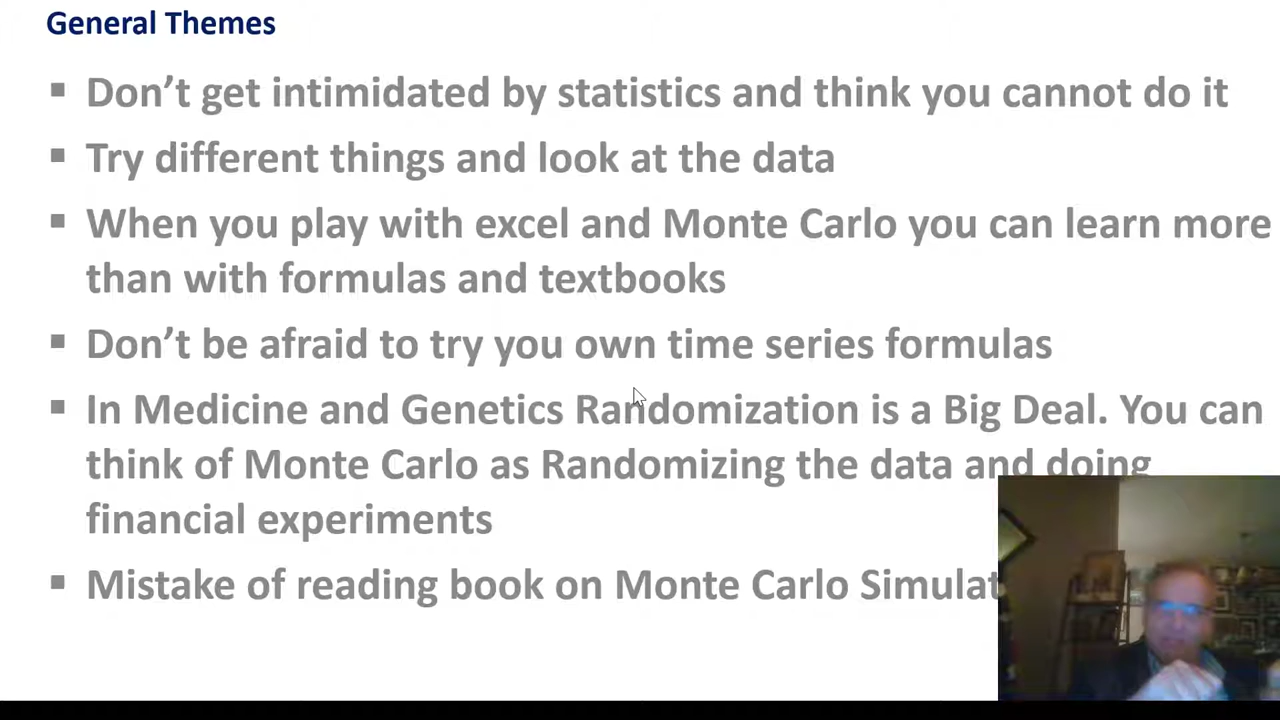 General Themes
▪ Don’t get intimidated by statistics and think you cannot do it
▪ Try different things and look at the data
▪ When you play with excel and Monte Carlo you can learn more
than with formulas and textbooks
▪ Don’t be afraid to try you own time series formulas
▪ In Medicine and Genetics Randomization is a Big Deal. You can
think of Monte Carlo as Randomizing the data and doing
financial experiments
▪ Mistake of reading book on Monte Carlo